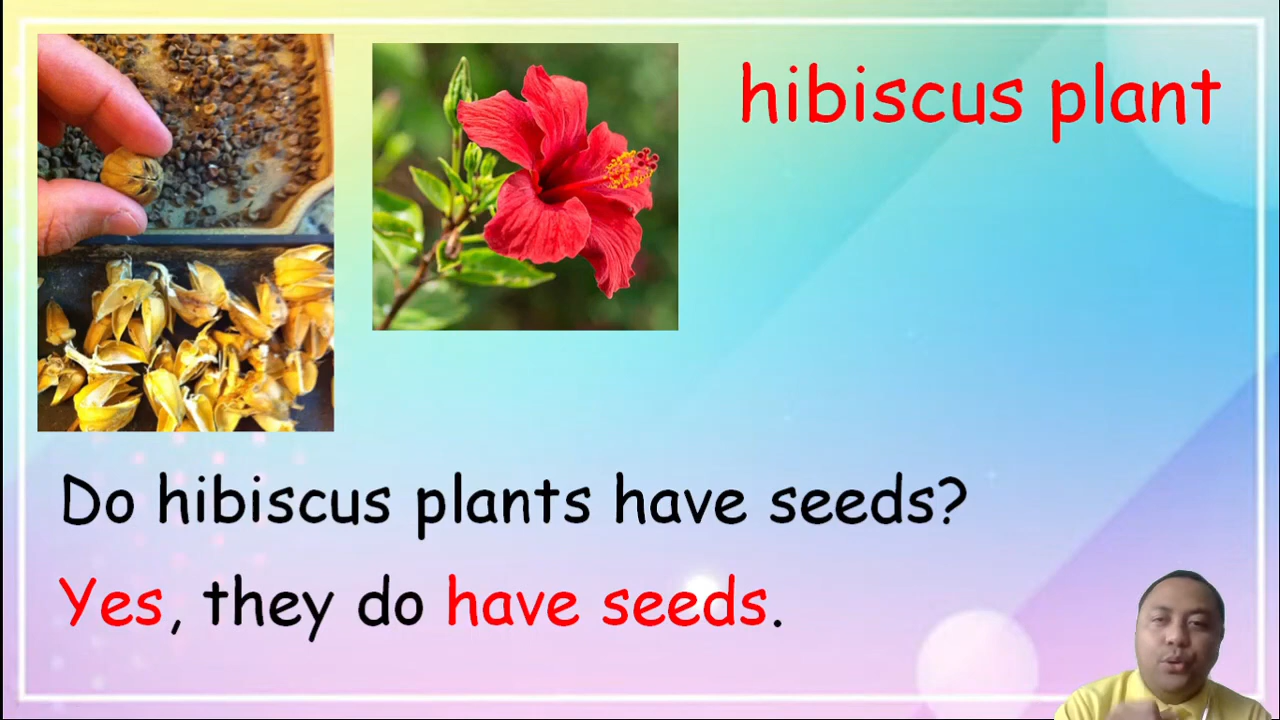 hibiscus plant
Do hibiscus plants have seeds?
Yes, they do have seeds.